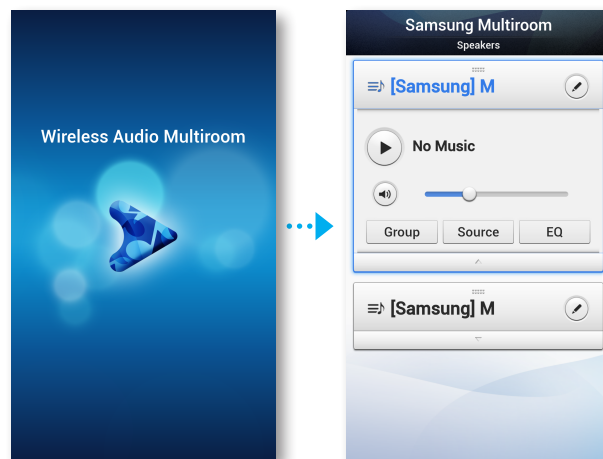 Wireless Audio Multiroom
Samsung Multiroom
Speakers
[Samsung] M
No Music
Group Source EQ
[Samsung] M